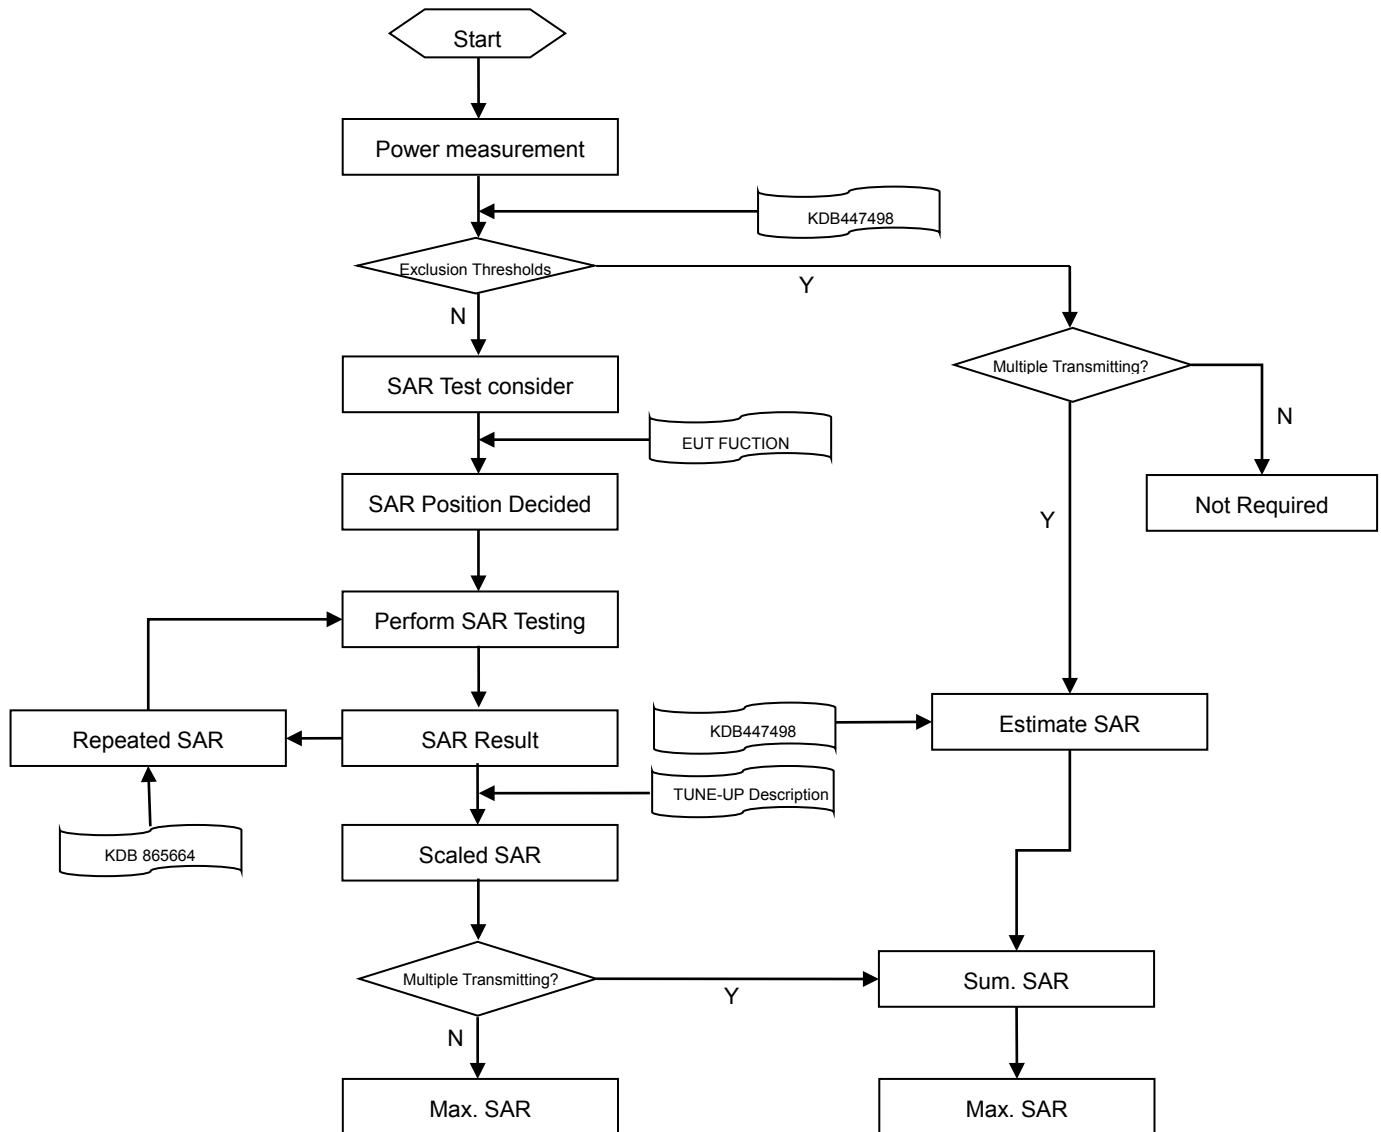 Start
Power measurement
KDB447498
Exclusion Thresholds
Y
N
SAR Test consider
Multiple Transmitting?
N
EUT FUCTION
SAR Position Decided
Not Required
Y
Perform SAR Testing
Repeated SAR
SAR Result
KDB447498
Estimate SAR
TUNE-UP Description
KDB 865664
Scaled SAR
Multiple Transmitting?
Y
Sum. SAR
N
Max. SAR
Max. SAR